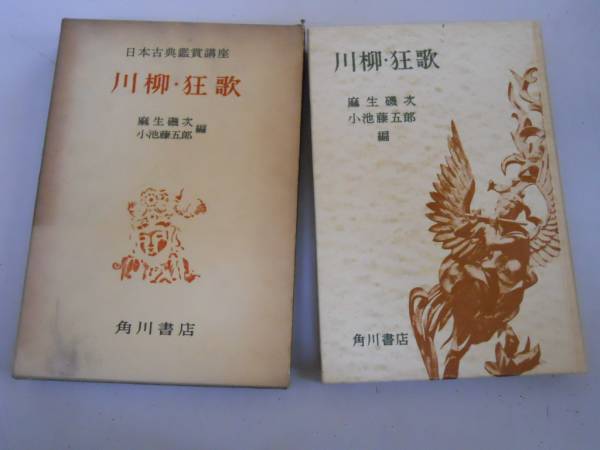 日本古典鑑賞講座
川柳・狂歌
麻生磯次
小池藤五郎
編
角川書店
川柳・狂歌
麻生磯次
小池藤五郎
編
角川書店